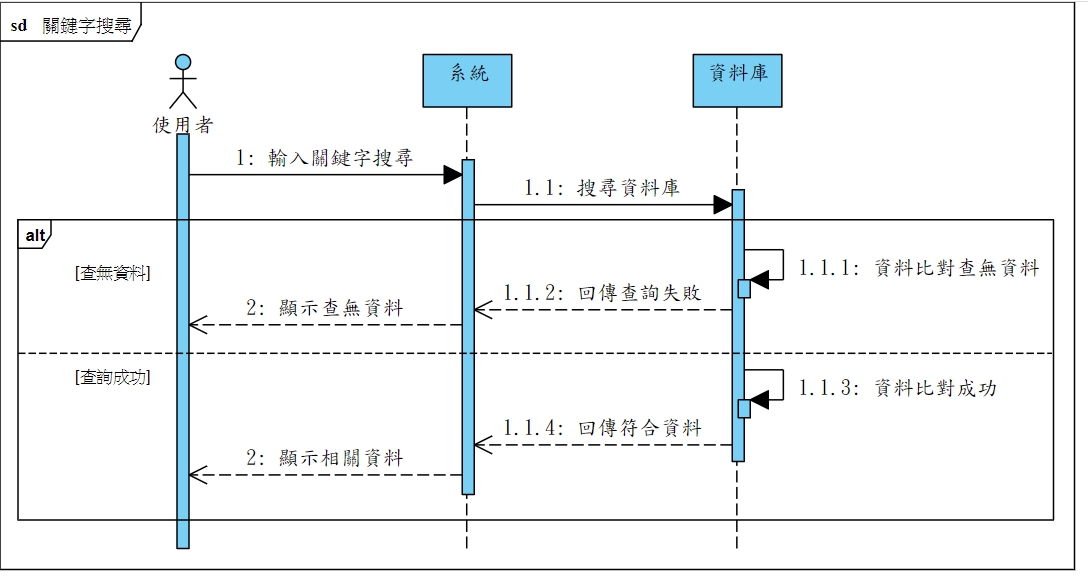 sd 關鍵字搜尋
系統
資料庫
使用者
1: 輸入關鍵字搜尋
1.1: 搜尋資料庫
alt
[查無資料]
1.1.1: 資料比對查無資料
1.1.2: 回傳查詢失敗
2: 顯示查無資料
[查詢成功]
1.1.3: 資料比對成功
1.1.4: 回傳符合資料
2: 顯示相關資料